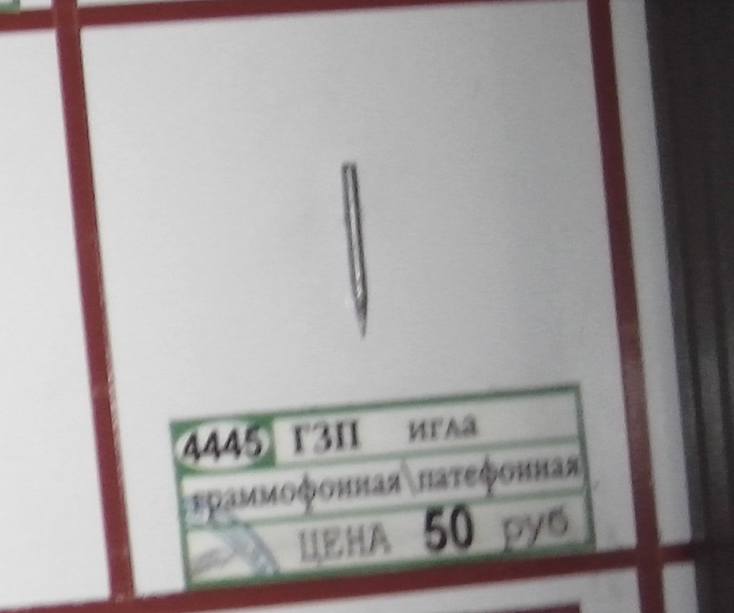 4445 ГЗП игла
граммофонная\патефонная
ЦЕНА 50 руб